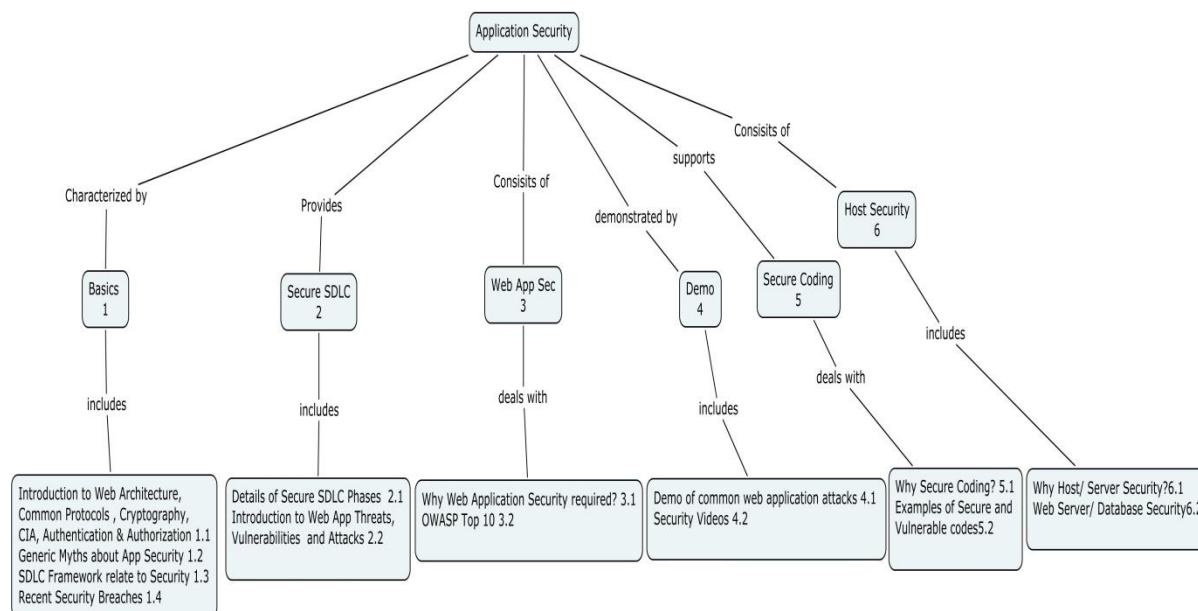 Application Security
Characterized by
Provides
Consisits of
demonstrated by
supports
Consisits of
Basics
1
Secure SDLC
2
Web App Sec
3
Demo
4
Secure Coding
5
Host Security
6
includes
includes
deals with
includes
deals with
includes
Introduction to Web Architecture,
Common Protocols , Cryptography,
CIA, Authentication & Authorization 1.1
Generic Myths about App Security 1.2
SDLC Framework relate to Security 1.3
Recent Security Breaches 1.4
Details of Secure SDLC Phases 2.1
Introduction to Web App Threats,
Vulnerabilities and Attacks 2.2
Why Web Application Security required? 3.1
OWASP Top 10 3.2
Demo of common web application attacks 4.1
Security Videos 4.2
Why Secure Coding? 5.1
Examples of Secure and
Vulnerable codes5.2
Why Host/ Server Security?6.1
Web Server/ Database Security6.2